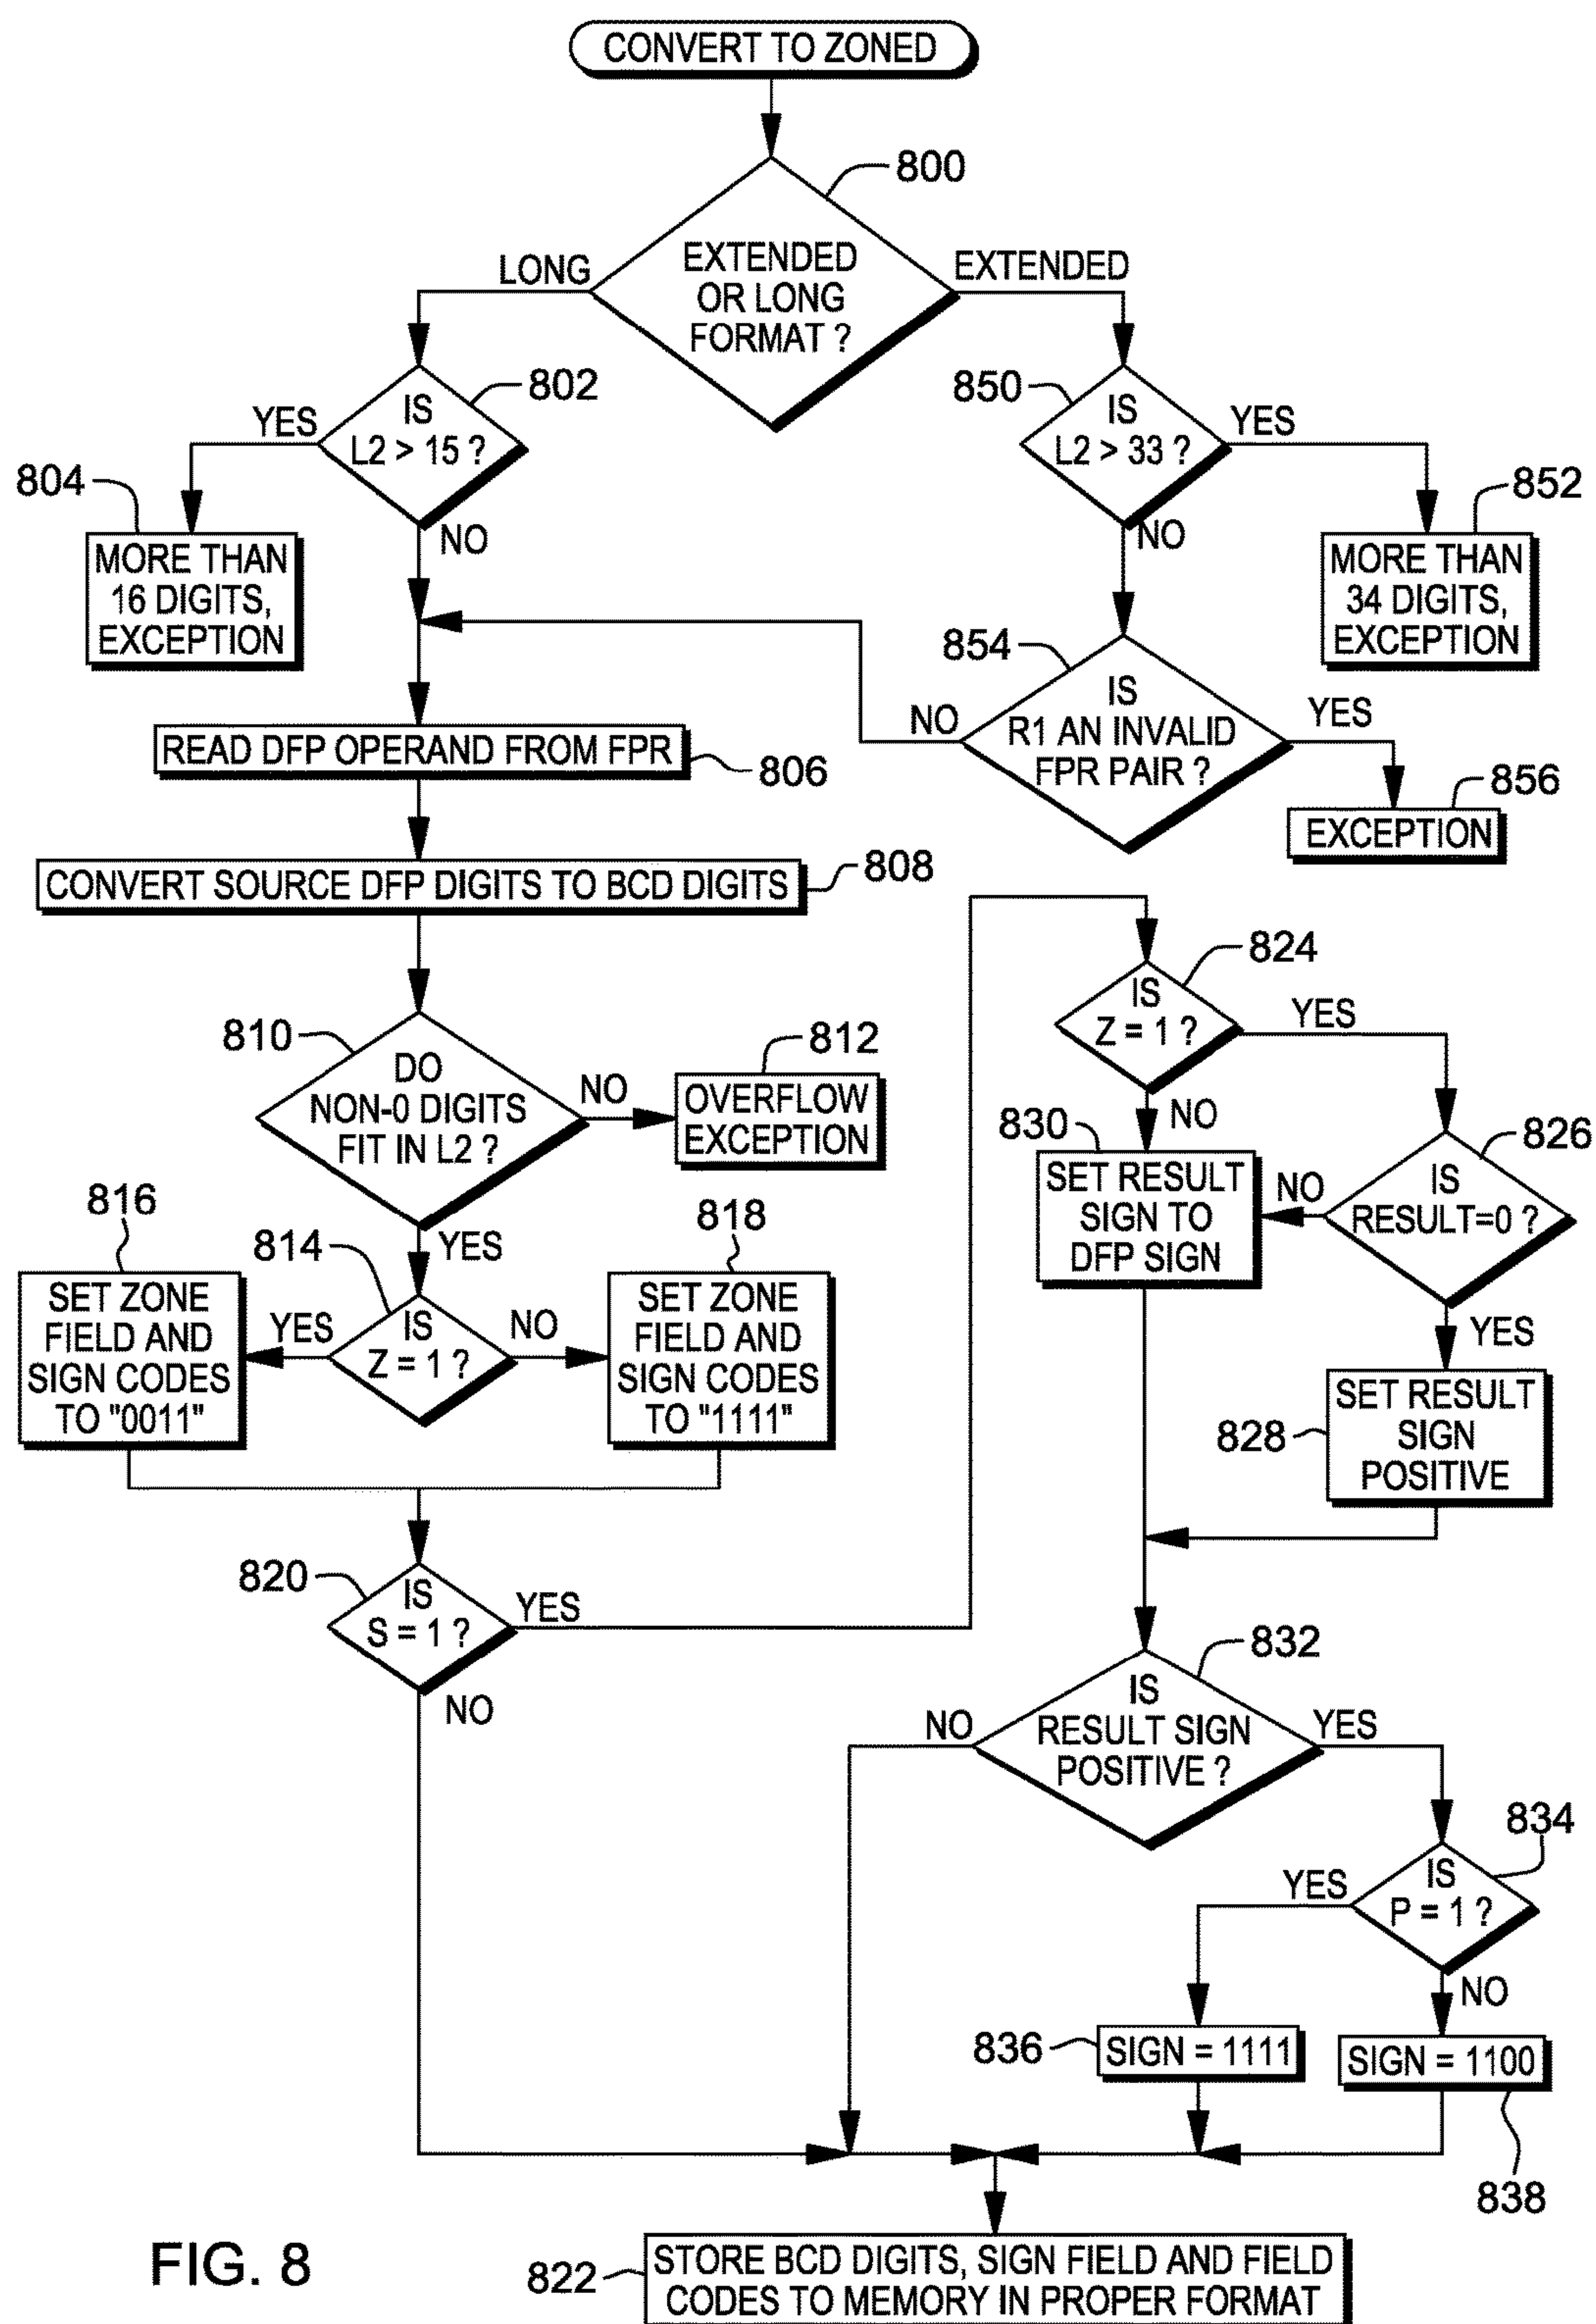 CONVERT TO ZONED
800
EXTENDED
OR LONG
FORMAT ?
LONG
EXTENDED
802
IS
L2 > 15 ?
YES
NO
804
MORE THAN
16 DIGITS,
EXCEPTION
850
IS
L2 > 33 ?
YES
NO
852
MORE THAN
34 DIGITS,
EXCEPTION
854
IS
R1 AN INVALID
FPR PAIR ?
NO
YES
856
EXCEPTION
READ DFP OPERAND FROM FPR
806
CONVERT SOURCE DFP DIGITS TO BCD DIGITS
808
810
DO
NON-0 DIGITS
FIT IN L2 ?
NO
YES
812
OVERFLOW
EXCEPTION
814
IS
Z = 1 ?
YES
NO
816
SET ZONE
FIELD AND
SIGN CODES
TO "0011"
818
SET ZONE
FIELD AND
SIGN CODES
TO "1111"
820
IS
S = 1 ?
YES
NO
824
IS
Z = 1 ?
YES
NO
826
IS
RESULT=0 ?
NO
YES
830
SET RESULT
SIGN TO
DFP SIGN
828
SET RESULT
SIGN
POSITIVE
832
IS
RESULT SIGN
POSITIVE ?
NO
YES
834
IS
P = 1 ?
YES
NO
836
SIGN = 1111
SIGN = 1100
838
822
STORE BCD DIGITS, SIGN FIELD AND FIELD
CODES TO MEMORY IN PROPER FORMAT
FIG. 8